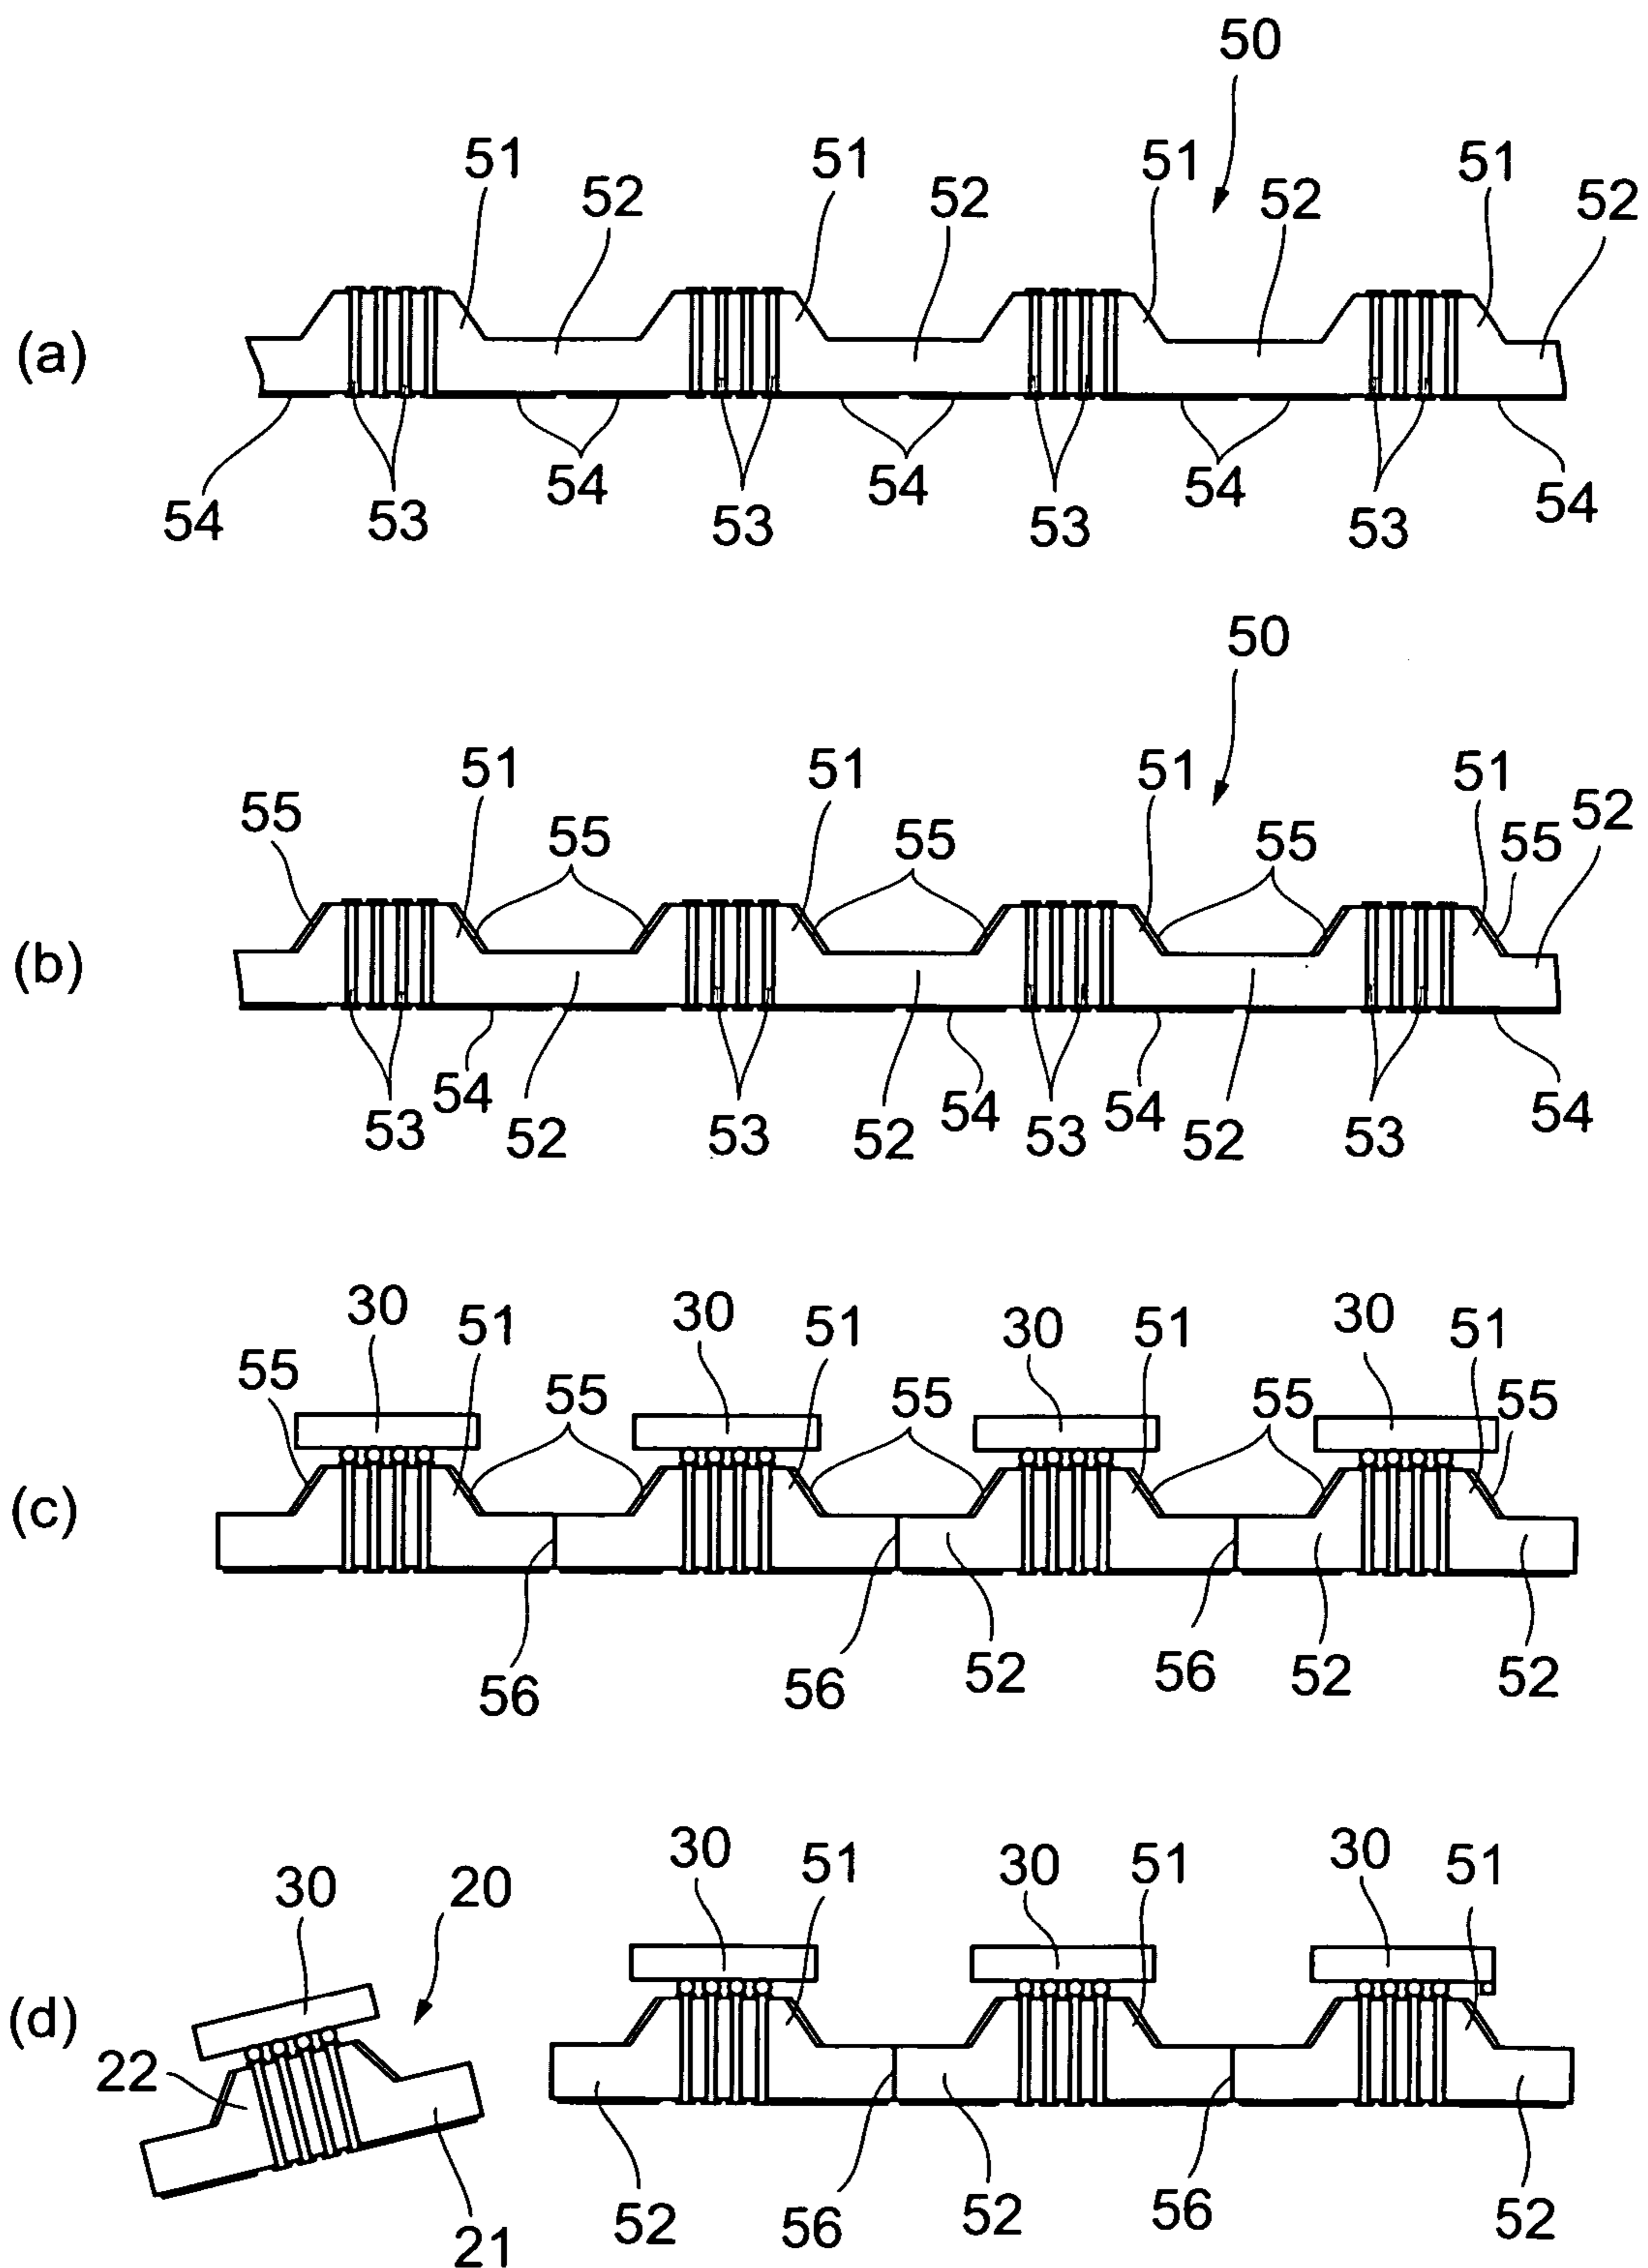 50
51 51 51 51
52 52 52 52
(a)
54 53 54 53 54 53 54 53 54
50
51 51 51 51
55 55 55 55 55 52
(b)
53 54 52 53 52 54 53 54 52 53 54
30 51 30 51 30 51 30 51
55 55 55 55 55
(c)
56 56 52 56 52 52
30 20 30 51 30 51 30 51
(d)
22
21 52 56 52 56 52